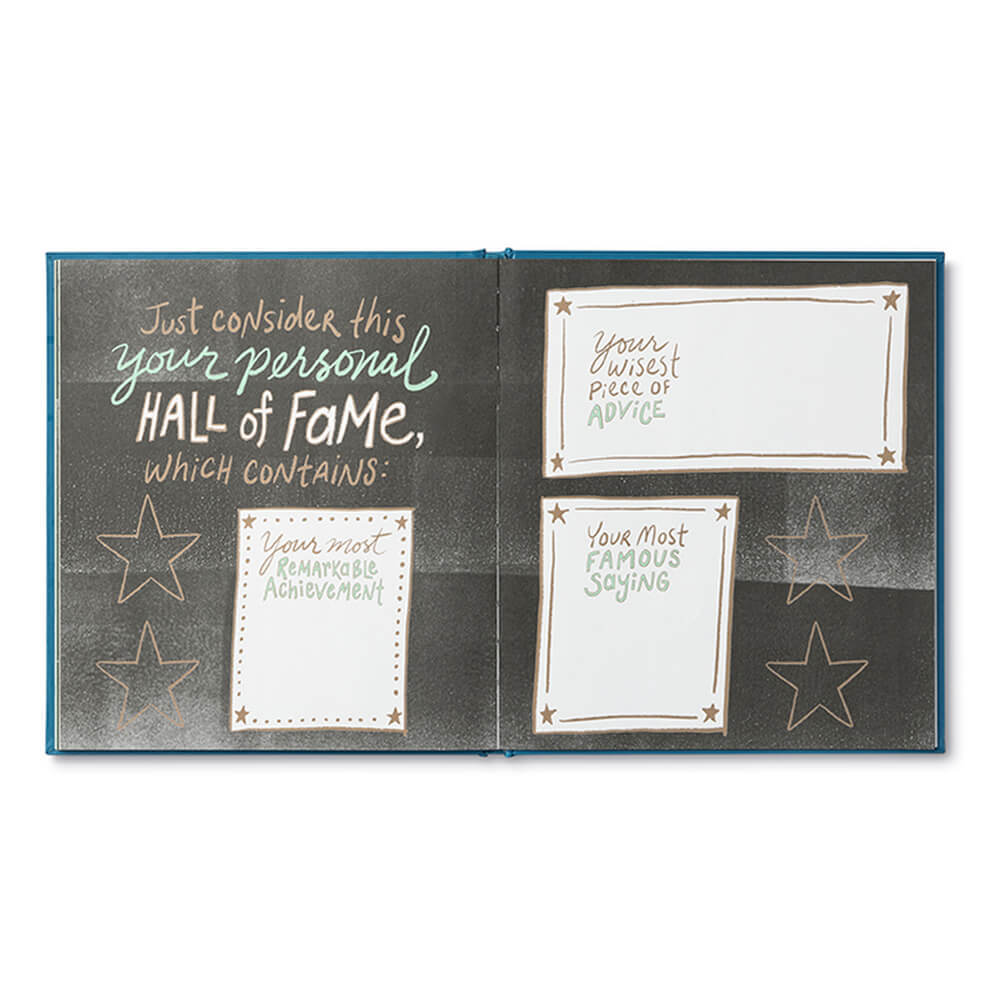 Just consider this
your personal
HALL of FaMe,
which contains:
Your most
ReMaRkaBLe
Achievement
Your
wisest
Piece of
ADVICE
Your Most
FAMOUS
Saying